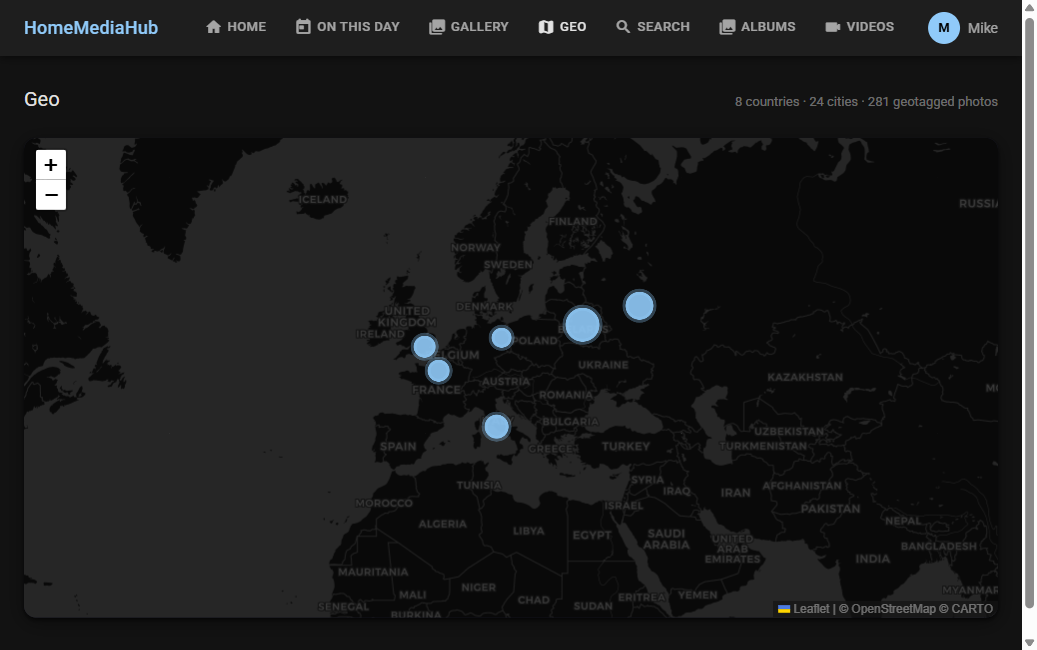 HomeMediaHub
HOME
ON THIS DAY
GALLERY
GEO
SEARCH
ALBUMS
VIDEOS
M
Mike
Geo
8 countries · 24 cities · 281 geotagged photos
+
−
ICELAND
RUSSIA
FINLAND
NORWAY
SWEDEN
DENMARK
UNITED
KINGDOM
IRELAND
POLAND
ELGIUM
UKRAINE
KAZAKHSTAN
AUSTRIA
FRANCE
ROMANIA
BULGARIA
UZBEKISTAN
SPAIN
GREECE
TURKEY
TURKMENISTAN
TUNISIA
SYRIA
IRAQ
IRAN
AFGHANISTAN
MOROCCO
ISRAEL
PAKISTAN
ALGERIA
LIBYA
EGYPT
SAUDI
ARABIA
UNITED
ARAB
EMIRATES
NEPAL
BANGLADESH
INDIA
MAURITANIA
NIGER
MALI
CHAD
SUDAN
ERITREA
YEMEN
MYANMAR
SENEGAL
BURKINA
Leaflet | © OpenStreetMap © CARTO